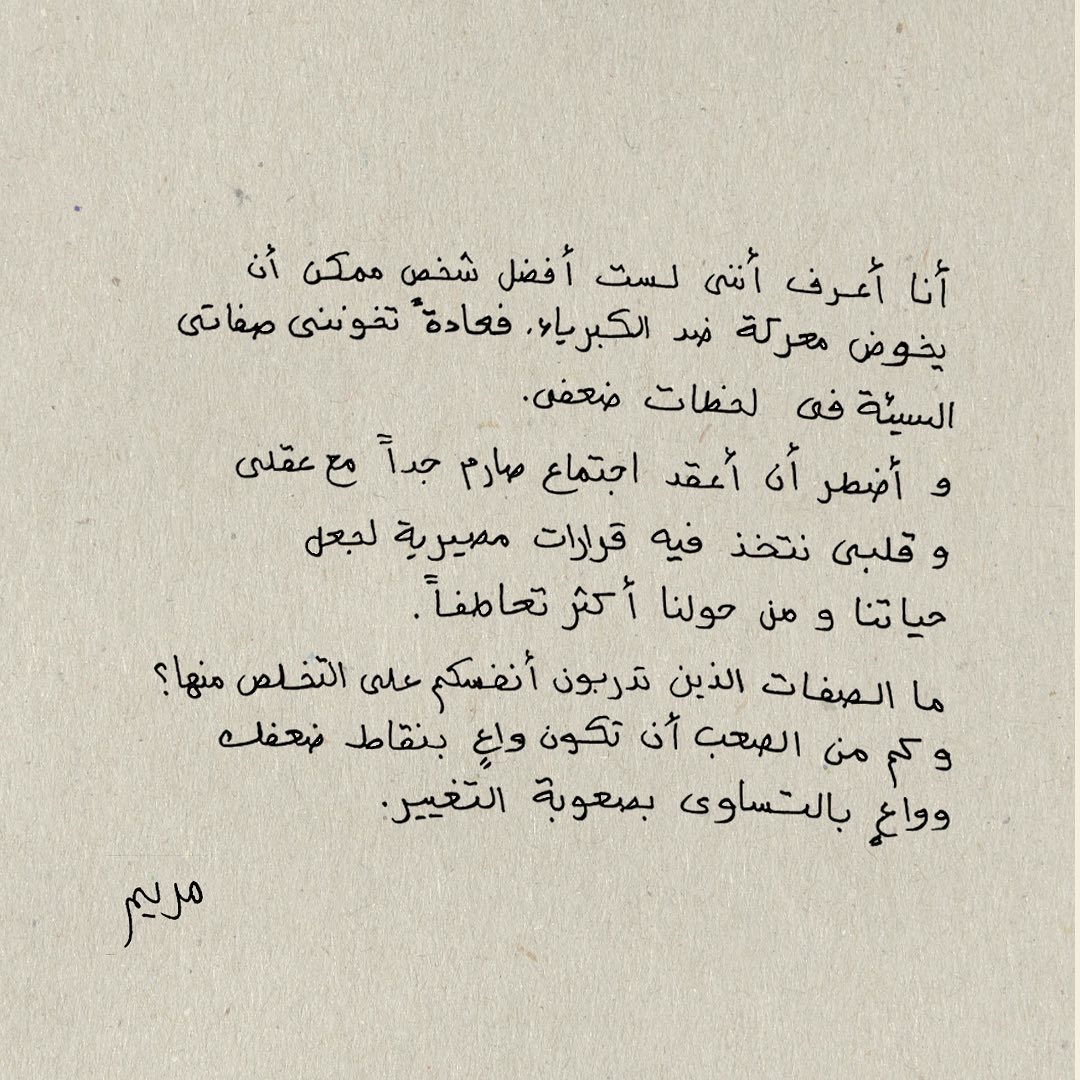 أنا أعرف أننى لست أفضل شخص ممكن أن
يخوض معركة ضد الكبرياء. فعادةً تخوننى صفاتى
السيئة فى لحظات ضعفى.
و أضطر أن أعقد اجتماع صارم جداً مع عقلى
و قلبى نتخذ فيه قرارات مصيرية لجعل
حياتنا و من حولنا أكثر تعاطفاً.
ما الصفات الذين تدربون أنفسكم على التخلص منها؟
وكم من الصعب أن تكون واعٍ بنقاط ضعفك
وواعٍ بالتساوى بصعوبة التغيير.
مريم